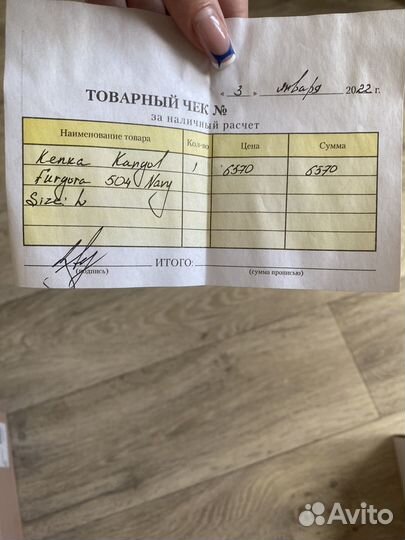 « 3 » января 2022 г.
ТОВАРНЫЙ ЧЕК №
за наличный расчет
Наименование товара Кол-во Цена Сумма
Кепка Kangol 1 6570 6570
Furgora 504 Navy
Size: L
ИТОГО:
(подпись) (сумма прописью)
Avito